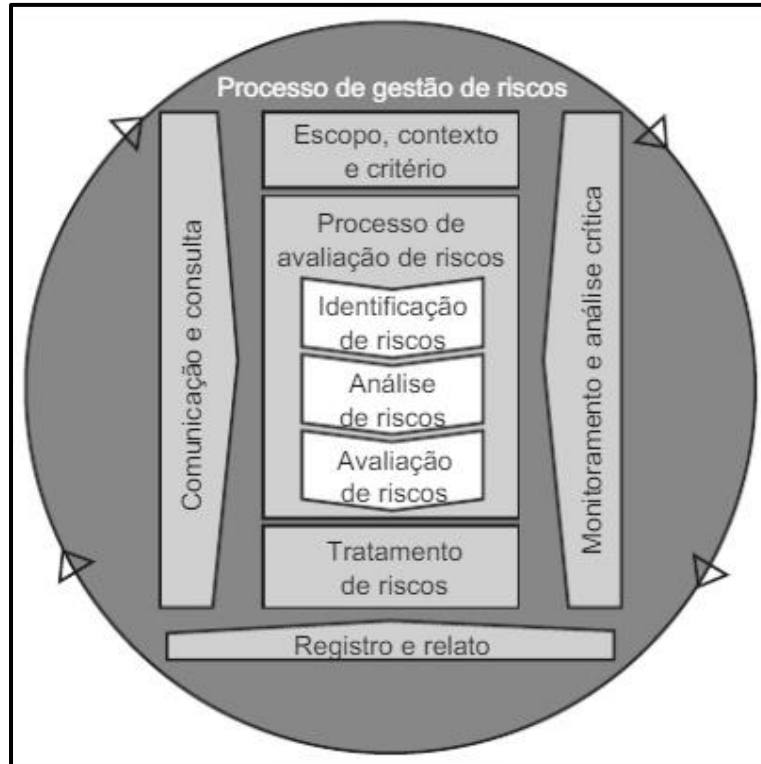 Processo de gestão de riscos
Escopo, contexto
e critério
Processo de
avaliação de riscos
Identificação
de riscos
Análise
de riscos
Avaliação
de riscos
Tratamento
de riscos
Comunicação e consulta
Monitoramento e análise crítica
Registro e relato